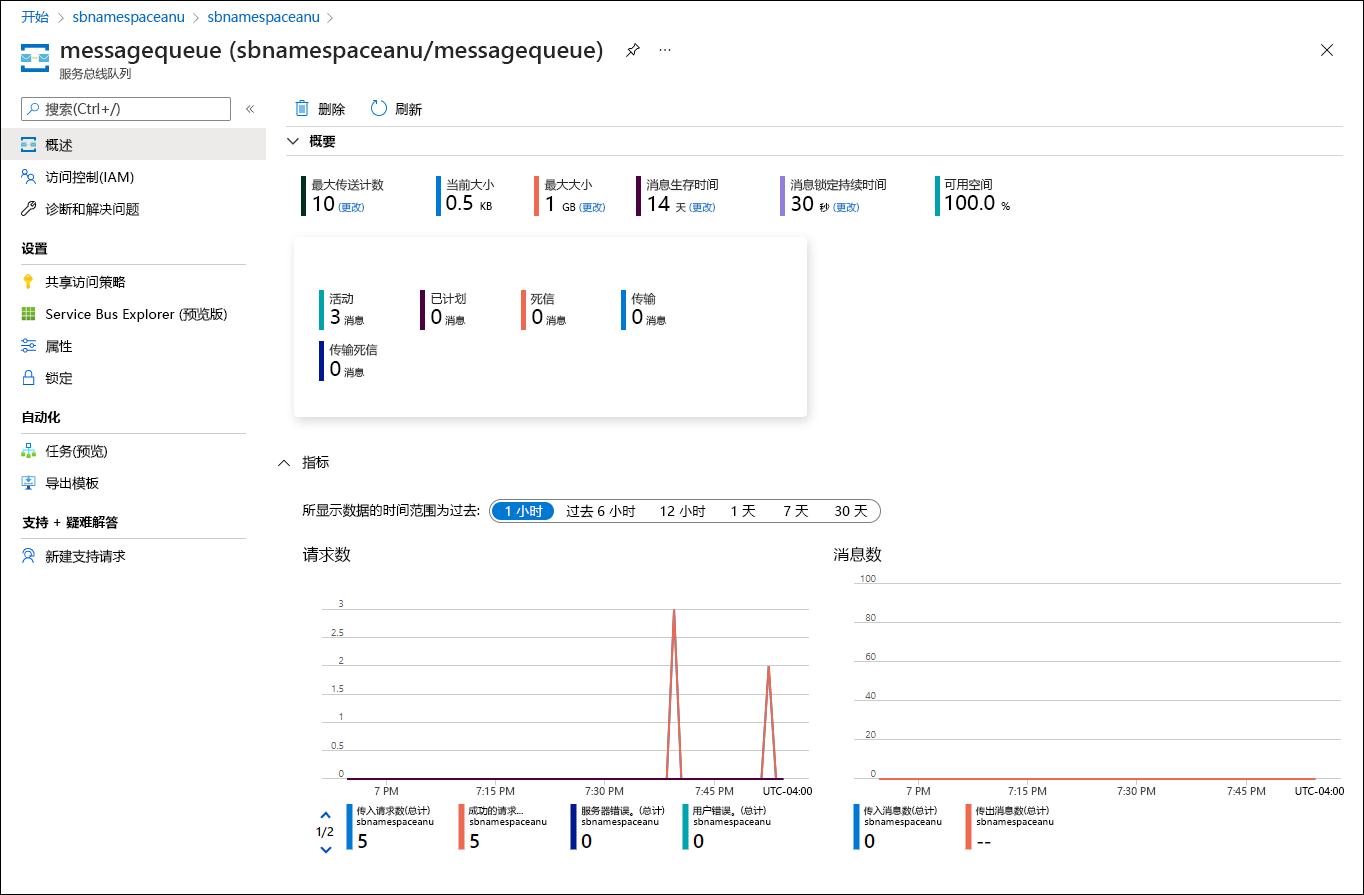 开始 > sbnamespaceanu > sbnamespaceanu >
messagequeue (sbnamespaceanu/messagequeue) ...
服务总线队列
搜索(Ctrl+/) «
删除 刷新
概述
访问控制(IAM)
诊断和解决问题
设置
共享访问策略
Service Bus Explorer (预览版)
属性
锁定
自动化
任务(预览)
导出模板
支持 + 疑难解答
新建支持请求
概要
最大传送计数
10 (更改)
当前大小
0.5 KB
最大大小
1 GB (更改)
消息生存时间
14 天 (更改)
消息锁定持续时间
30 秒 (更改)
可用空间
100.0 %
活动
3 消息
已计划
0 消息
死信
0 消息
传输
0 消息
传输死信
0 消息
指标
所显示数据的时间范围为过去: 1 小时 过去 6 小时 12 小时 1 天 7 天 30 天
请求数
3
2.5
2
1.5
1
0.5
0
7 PM 7:15 PM 7:30 PM 7:45 PM UTC-04:00
1/2
传入请求数(总计)
sbnamespaceanu
5
成功的请求...
sbnamespaceanu
5
服务器错误。(总计)
sbnamespaceanu
0
用户错误。(总计)
sbnamespaceanu
0
消息数
100
80
60
40
20
0
7 PM 7:15 PM 7:30 PM 7:45 PM UTC-04:00
传入消息数(总计)
sbnamespaceanu
0
传出消息数(总计)
sbnamespaceanu
--